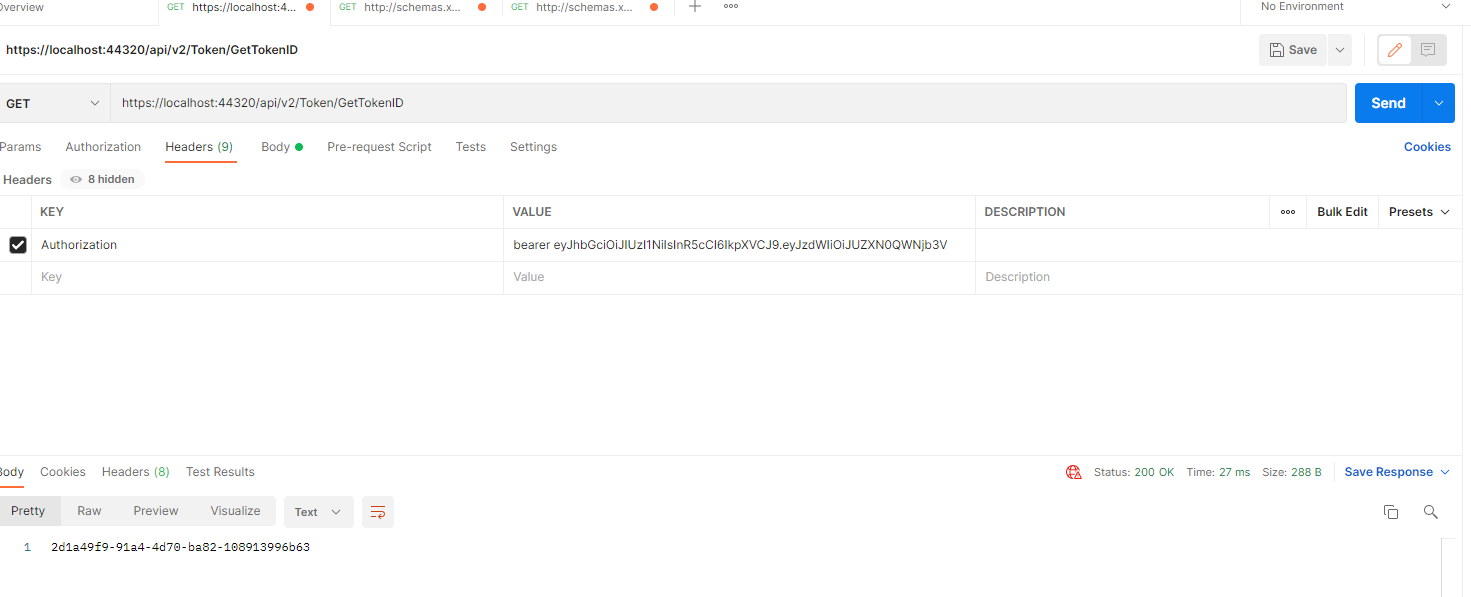 Overview GET https://localhost:4... GET http://schemas.x... GET http://schemas.x... No Environment
https://localhost:44320/api/v2/Token/GetTokenID Save
GET https://localhost:44320/api/v2/Token/GetTokenID Send
Params Authorization Headers (9) Body Pre-request Script Tests Settings Cookies
Headers 8 hidden
KEY VALUE DESCRIPTION Bulk Edit Presets
Authorization bearer eyJhbGciOiJIUzI1NiIsInR5cCI6IkpXVCJ9.eyJzdWIiOiJUZXN0QWNjb3V
Key Value Description
Body Cookies Headers (8) Test Results Status: 200 OK Time: 27 ms Size: 288 B Save Response
Pretty Raw Preview Visualize Text
1 2d1a49f9-91a4-4d70-ba82-108913996b63